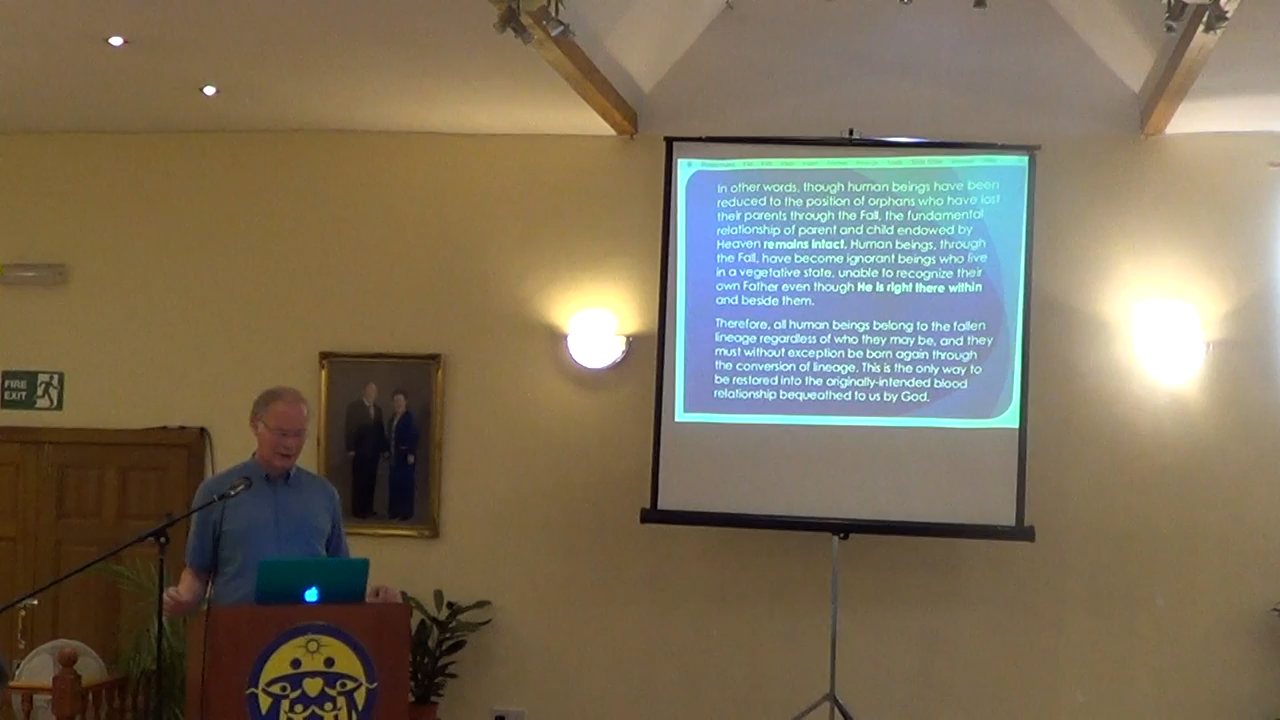 In other words, though human beings have been
reduced to the position of orphans who have lost
their parents through the Fall, the fundamental
relationship of parent and child endowed by
Heaven remains intact. Human beings, through
the Fall, have become ignorant beings who live
in a vegetative state, unable to recognize their
own Father even though He is right there within
and beside them.
Therefore, all human beings belong to the fallen
lineage regardless of who they may be, and they
must without exception be born again through
the conversion of lineage. This is the only way to
be restored into the originally-intended blood
relationship bequeathed to us by God.
FIRE
EXIT